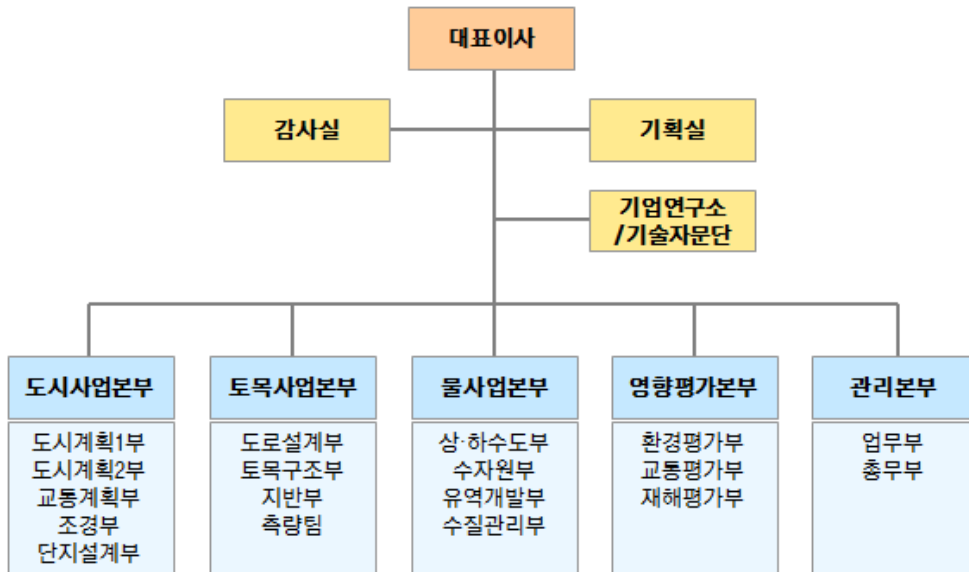 대표이사
감사실
기획실
기업연구소
/기술자문단
도시사업본부
도시계획1부
도시계획2부
교통계획부
조경부
단지설계부
토목사업본부
도로설계부
토목구조부
지반부
측량팀
물사업본부
상·하수도부
수자원부
유역개발부
수질관리부
영향평가본부
환경평가부
교통평가부
재해평가부
관리본부
업무부
총무부